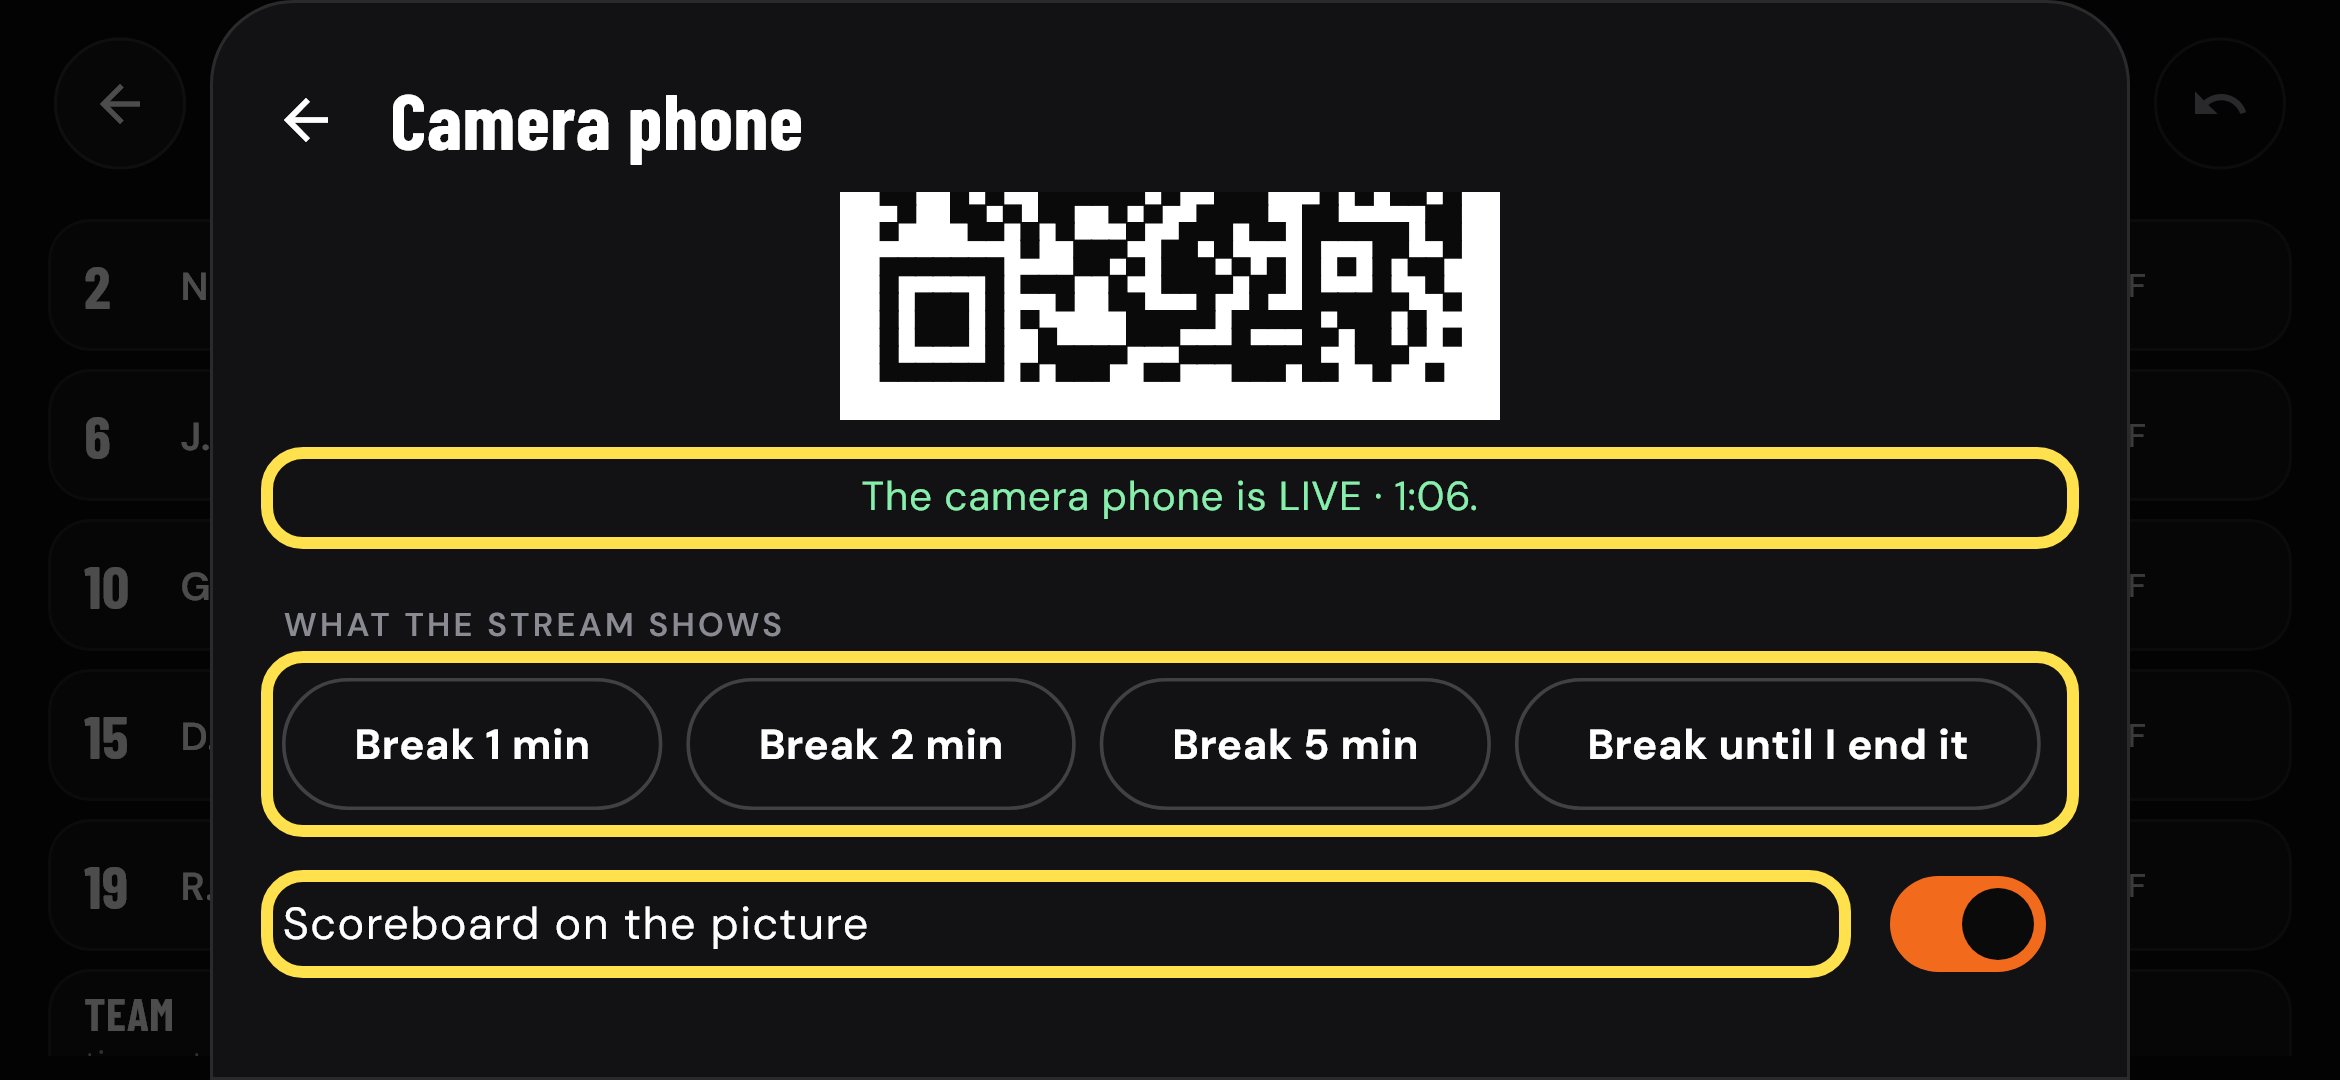 Camera phone
The camera phone is LIVE · 1:06.
WHAT THE STREAM SHOWS
Break 1 min
Break 2 min
Break 5 min
Break until I end it
Scoreboard on the picture
2 N
6 J.
10 G
15 D.
19 R.
TEAM
F
F
F
F
F